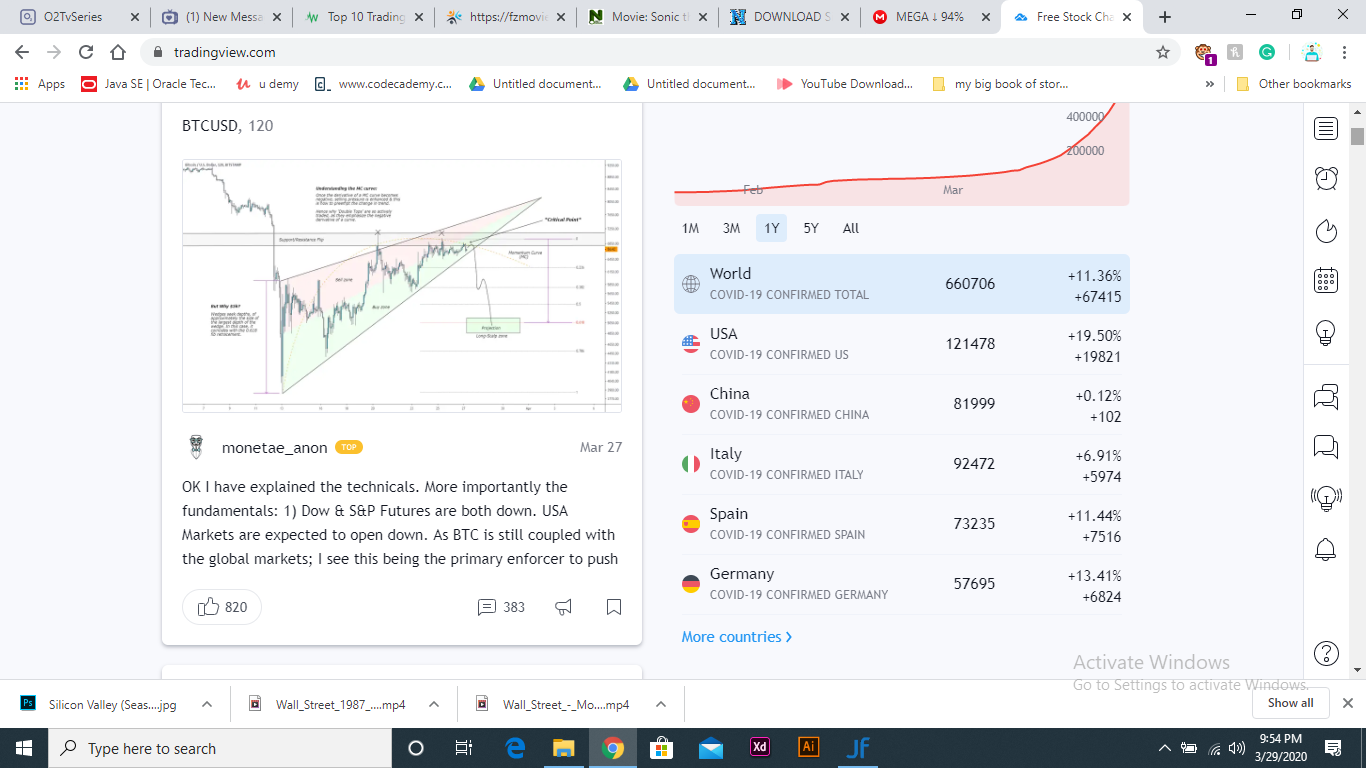 O2TvSeries
(1) New Messa
Top 10 Trading
https://fzmovie
Movie: Sonic th
DOWNLOAD S
MEGA ↓ 94%
Free Stock Cha
tradingview.com
1
Apps
Java SE | Oracle Tec...
u demy
www.codecademy.c...
Untitled document...
Untitled document...
YouTube Download...
my big book of stor...
»
Other bookmarks
BTCUSD, 120
Understanding the MC curve:
Support/Resistance Flip
"Critical Point"
Momentum Curve
(MC)
Sell zone
Buy zone
But Why $5K?
Projection
Long-Scalp zone
monetae_anon
TOP
Mar 27
OK I have explained the technicals. More importantly the
fundamentals: 1) Dow & S&P Futures are both down. USA
Markets are expected to open down. As BTC is still coupled with
the global markets; I see this being the primary enforcer to push
820
383
400000
200000
Feb
Mar
1M
3M
1Y
5Y
All
World
COVID-19 CONFIRMED TOTAL
660706
+11.36%
+67415
USA
COVID-19 CONFIRMED US
121478
+19.50%
+19821
China
COVID-19 CONFIRMED CHINA
81999
+0.12%
+102
Italy
COVID-19 CONFIRMED ITALY
92472
+6.91%
+5974
Spain
COVID-19 CONFIRMED SPAIN
73235
+11.44%
+7516
Germany
COVID-19 CONFIRMED GERMANY
57695
+13.41%
+6824
More countries >
Activate Windows
Go to Settings to activate Windows.
Silicon Valley (Seas....jpg
Wall_Street_1987_....mp4
Wall_Street_-_Mo....mp4
Show all
Type here to search
Xd
Ai
JF
9:54 PM
3/29/2020